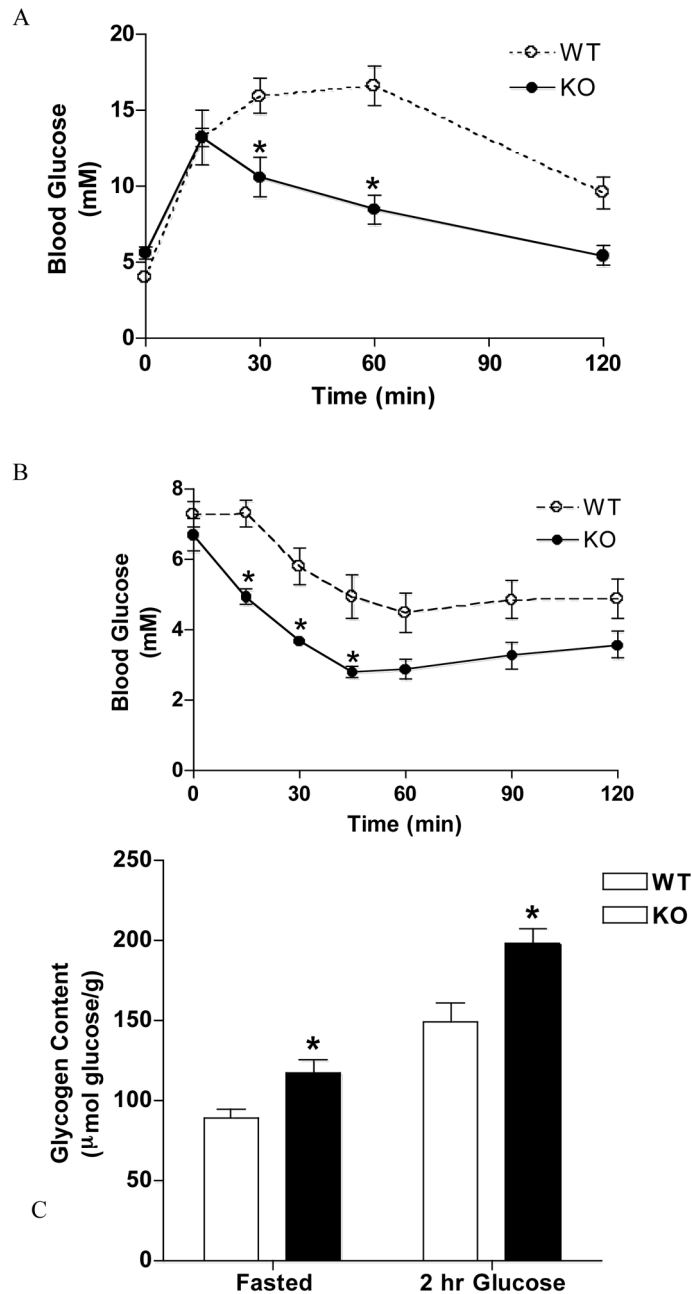 A
20
15
10
5
0
Blood Glucose
(mM)
WT
KO
*
*
0
30
60
90
120
Time (min)
B
8
6
4
2
0
Blood Glucose
(mM)
WT
KO
*
*
*
0
30
60
90
120
Time (min)
250
200
150
100
50
0
Glycogen Content
(μmol glucose/g)
WT
KO
*
*
C
Fasted
2 hr Glucose